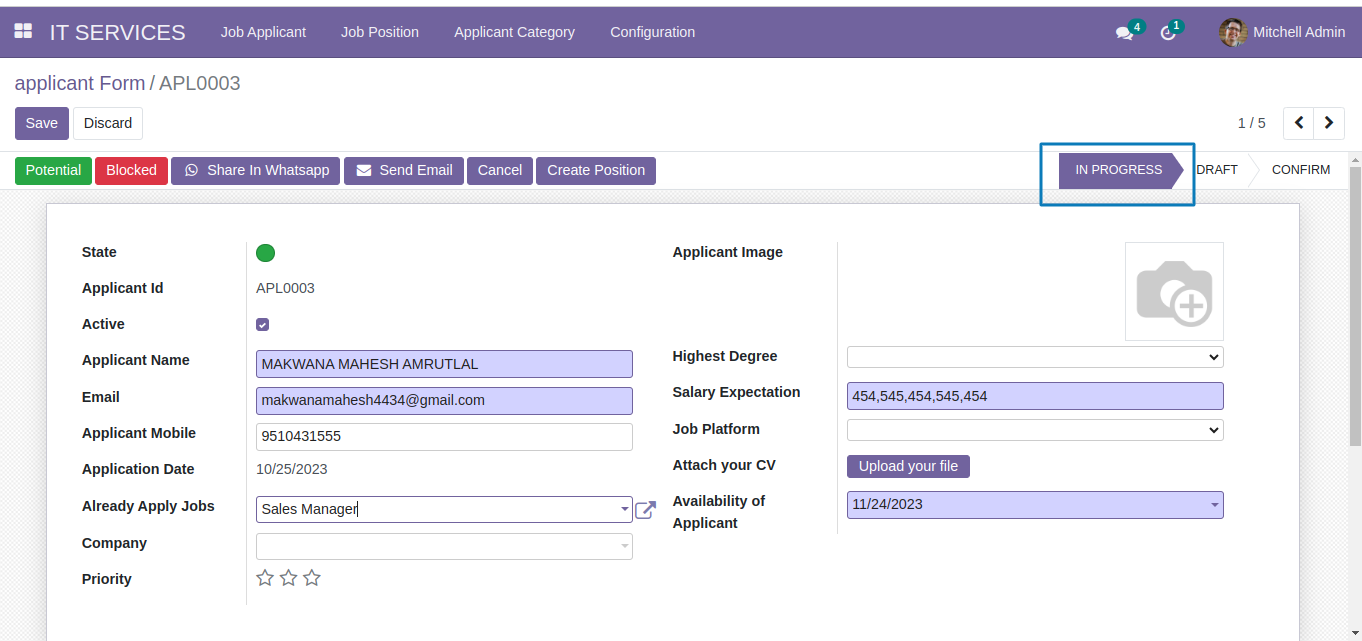 IT SERVICES Job Applicant Job Position Applicant Category Configuration 4 1 Mitchell Admin
applicant Form / APL0003
Save Discard 1 / 5
Potential Blocked Share In Whatsapp Send Email Cancel Create Position IN PROGRESS DRAFT CONFIRM
State
Applicant Id APL0003
Active
Applicant Name MAKWANA MAHESH AMRUTLAL
Email makwanamahesh4434@gmail.com
Applicant Mobile 9510431555
Application Date 10/25/2023
Already Apply Jobs Sales Manager
Company
Priority
Applicant Image
Highest Degree
Salary Expectation 454,545,454,545,454
Job Platform
Attach your CV Upload your file
Availability of 11/24/2023
Applicant